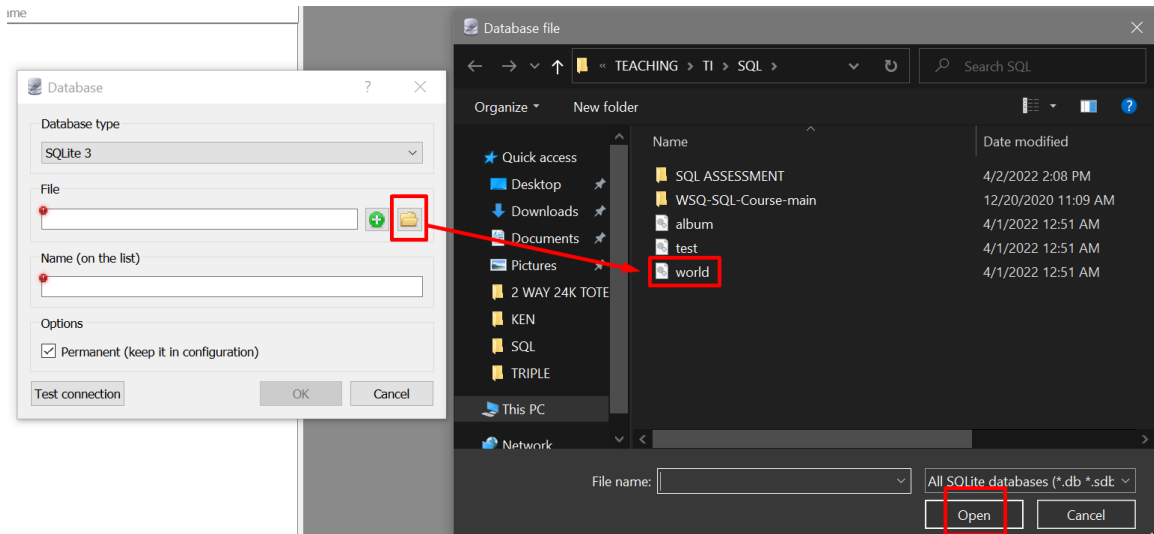 Database
?
Database type
SQLite 3
File
Name (on the list)
Options
Permanent (keep it in configuration)
Test connection
OK
Cancel
Database file
« TEACHING > TI > SQL >
Search SQL
Organize
New folder
?
Quick access
Desktop
Downloads
Documents
Pictures
2 WAY 24K TOTE
KEN
SQL
TRIPLE
This PC
Network
Name Date modified
SQL ASSESSMENT 4/2/2022 2:08 PM
WSQ-SQL-Course-main 12/20/2020 11:09 AM
album 4/1/2022 12:51 AM
test 4/1/2022 12:51 AM
world 4/1/2022 12:51 AM
File name:
All SQLite databases (*.db *.sdb
Open
Cancel